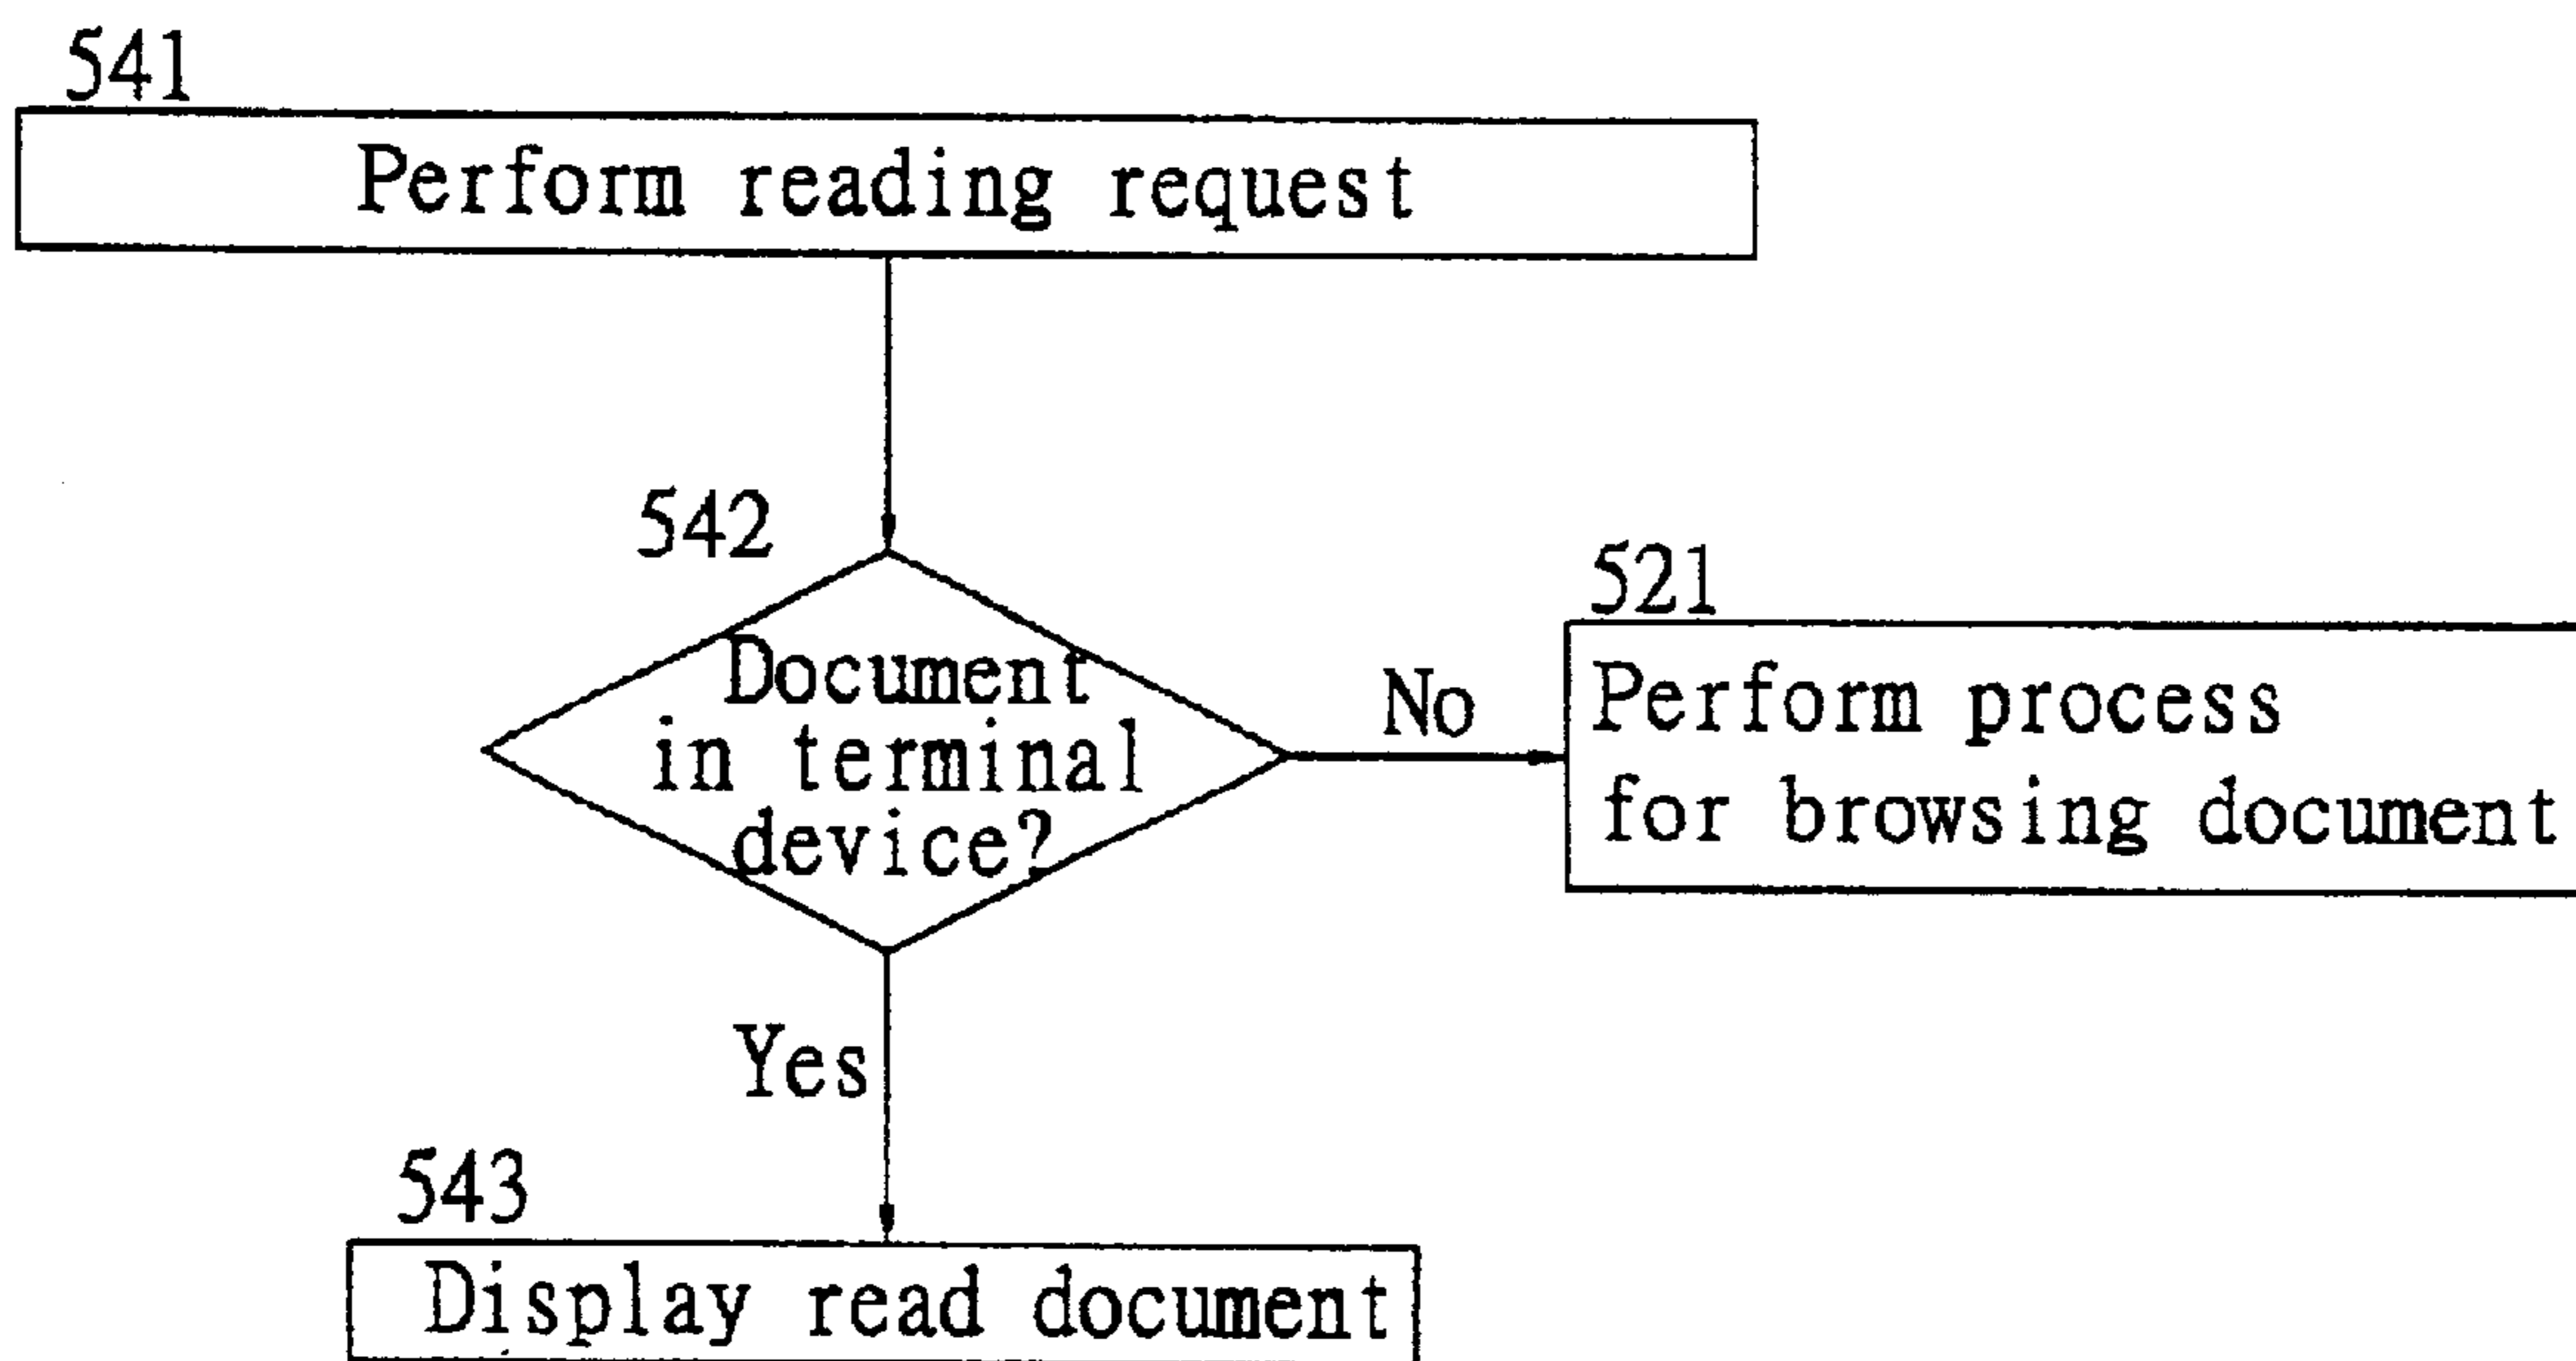 541
Perform reading request
542
Document
in terminal
device?
No
521
Perform process
for browsing document
Yes
543
Display read document